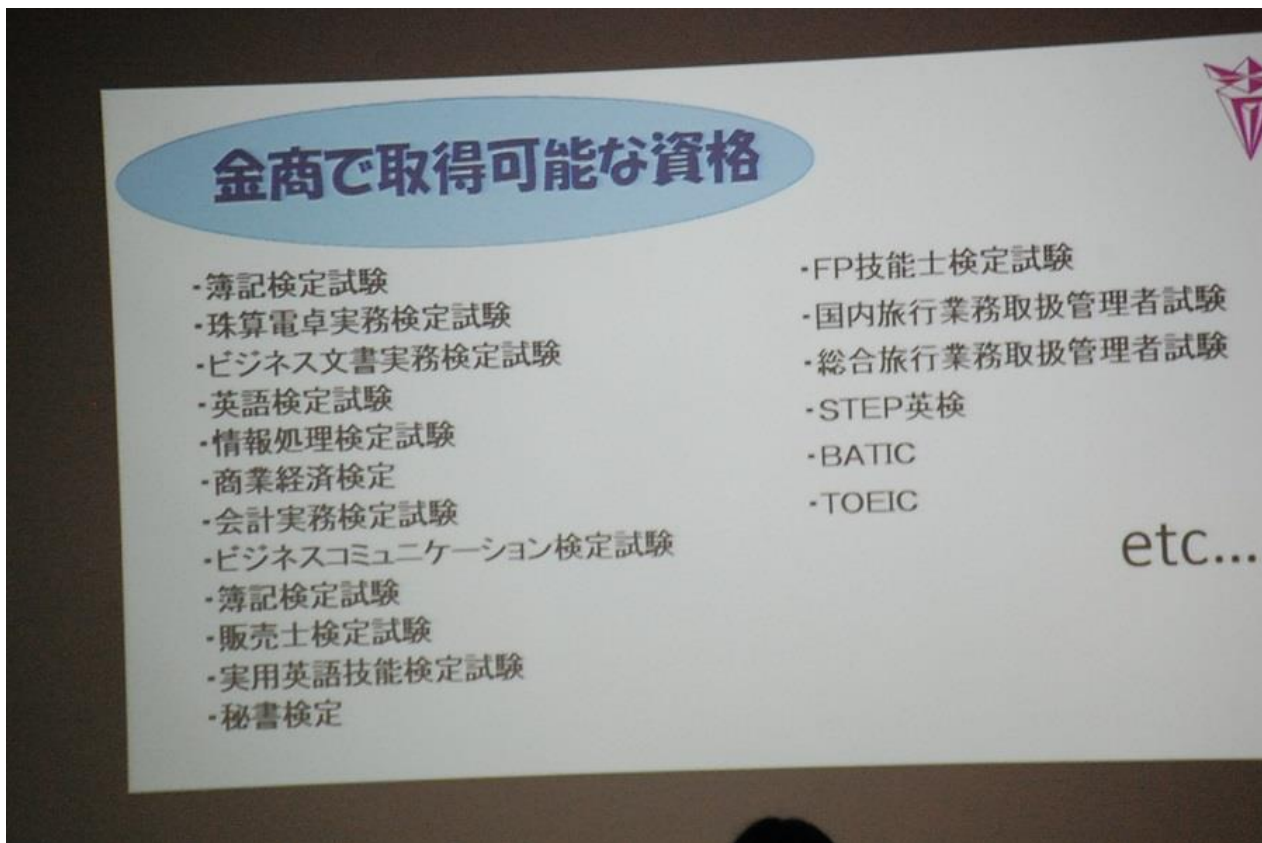 金商で取得可能な資格
・簿記検定試験
・珠算電卓実務検定試験
・ビジネス文書実務検定試験
・英語検定試験
・情報処理検定試験
・商業経済検定
・会計実務検定試験
・ビジネスコミュニケーション検定試験
・簿記検定試験
・販売士検定試験
・実用英語技能検定試験
・秘書検定
・FP技能士検定試験
・国内旅行業務取扱管理者試験
・総合旅行業務取扱管理者試験
・STEP英検
・BATIC
・TOEIC
etc...